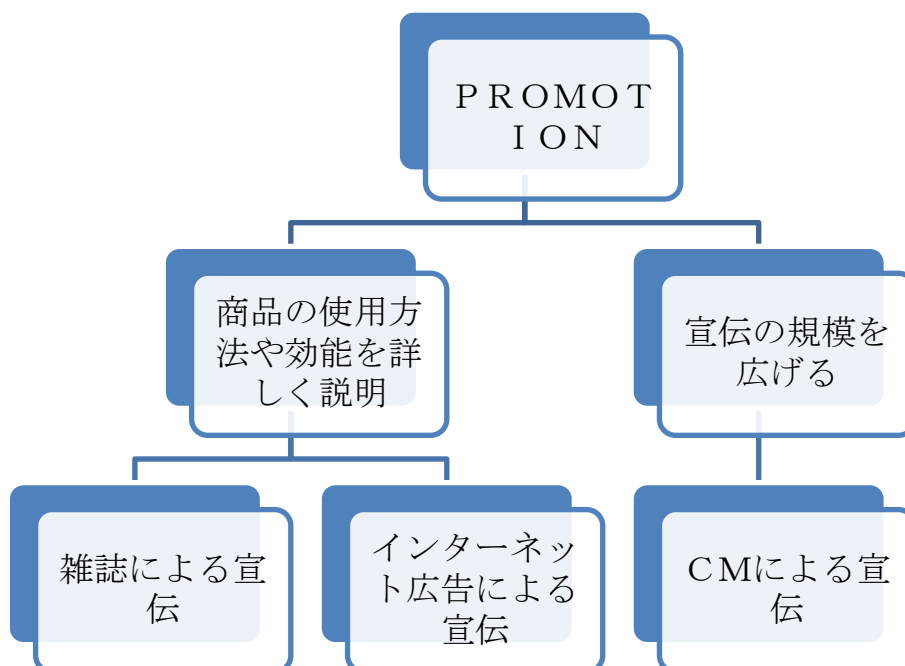 ＰＲＯＭＯＴ
ＩＯＮ
商品の使用方
法や効能を詳
しく説明
宣伝の規模を
広げる
雑誌による宣
伝
インターネッ
ト広告による
宣伝
ＣＭによる宣
伝